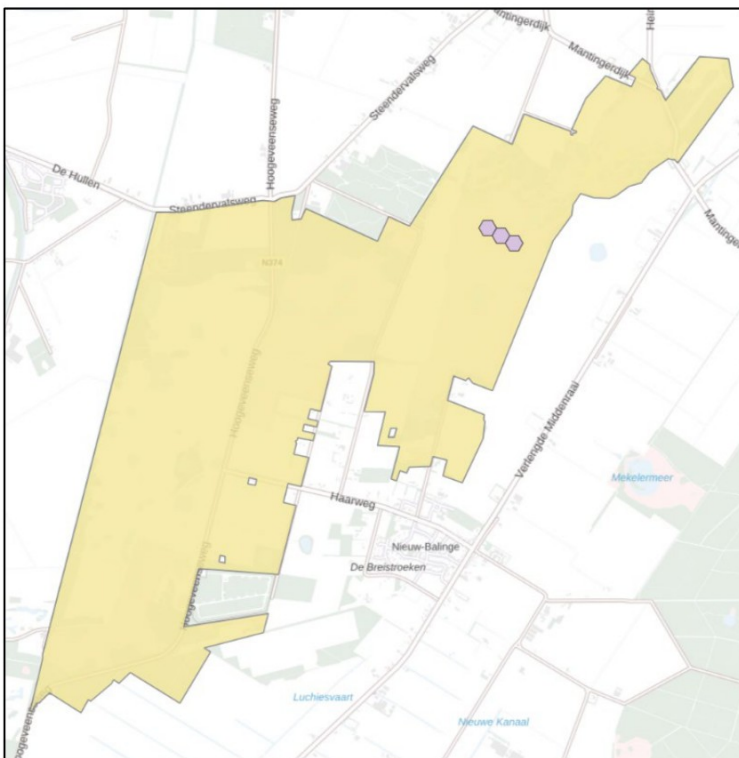 Mantingerdijk
Mantingerdijk
Steendervalsweg
Hoogeveenseweg
De Hullen
Steendervalsweg
N374
Hoogeveenseweg
Verlengde Middenraai
Mekelermeer
Haarweg
Nieuw-Balinge
De Breistroeken
Luchiesvaart
Nieuwe Kanaal